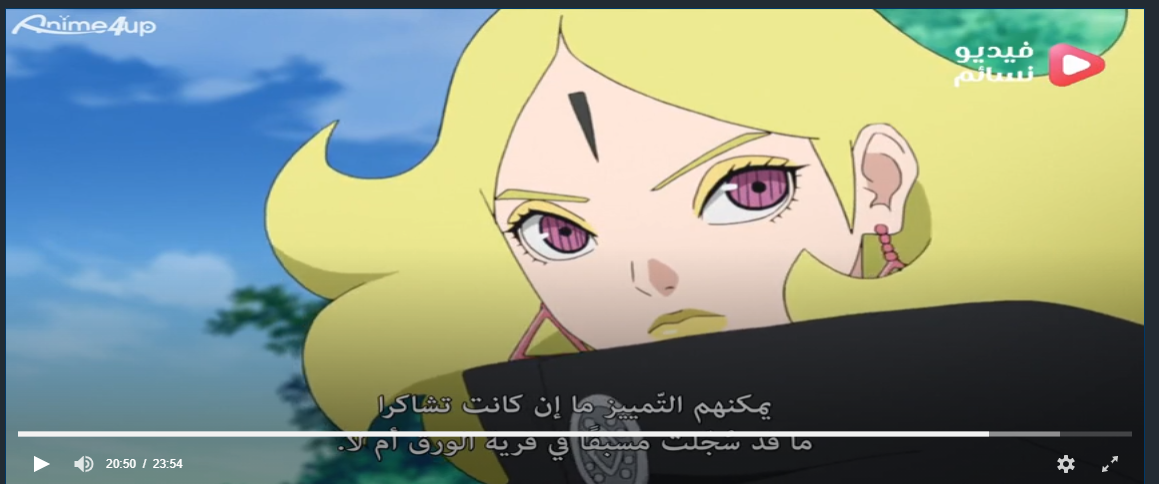 Anime4up
فيديو
نسائم
يمكنهم التّمييز ما إن كانت تشاكرا
ما قد سُجّلت مسبقًا في قرية الورق أم لا.
20:50 / 23:54